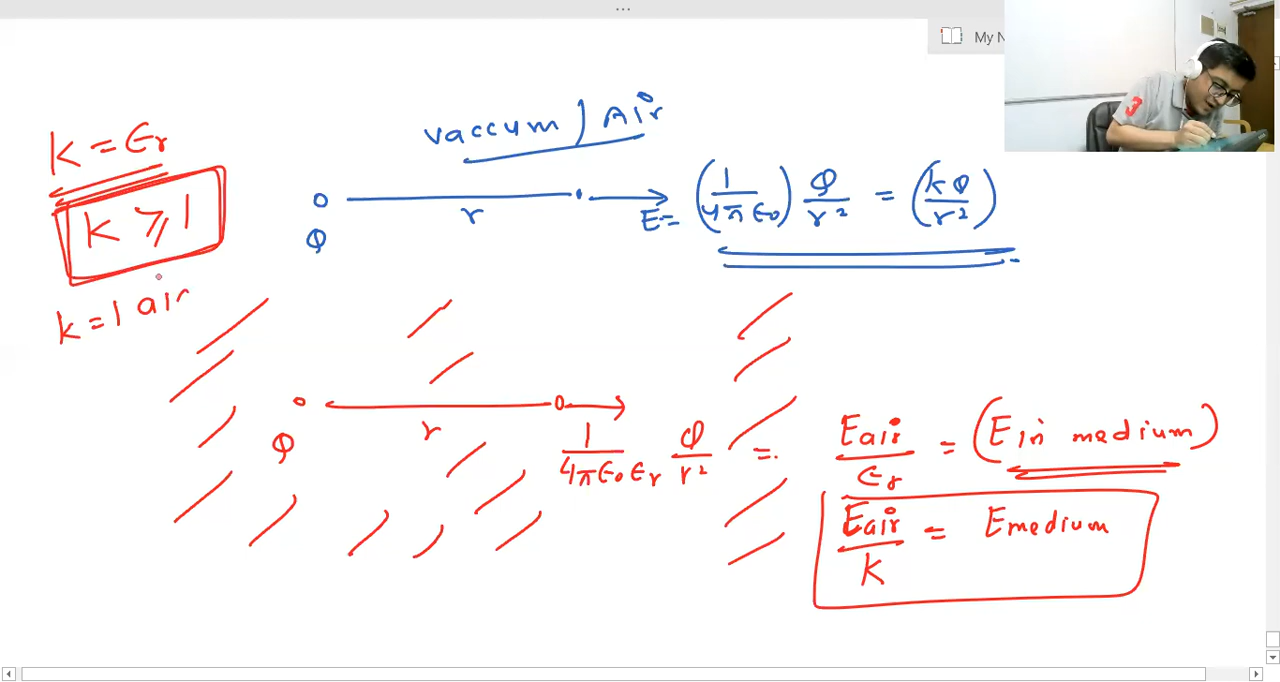 My N
vaccum / Air
K = ϵr
K ⩾ 1
K = 1 air
Q
r
E = (1/4πϵ0) Q/r² = (kQ/r²)
Q
r
1/4πϵ0ϵr Q/r² = Eair/ϵr = (E in medium)
Eair/K = Emedium
3